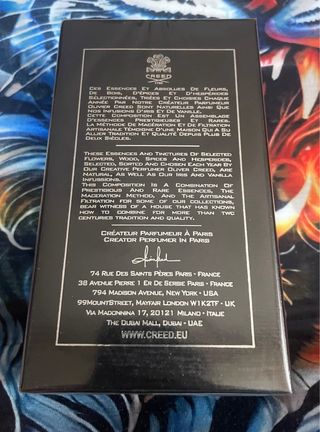 CREED
Ces Essences et Absolues de Fleurs,
de Bois, d'Épices et d'Hespérides
Sélectionnées, Triées et Choisies Chaque
Année Par Notre Créateur Parfumeur
Olivier Creed Sont Naturelles Ainsi Que
Nos Infusions d'Iris et de Vanille.
Cette Composition Est un Assemblage
d'Essences Prestigieuses et Rares.
La Méthode de Macération et de Filtrage
Artisanale Témoigne d'une Maison Qui a Su
Allier Tradition et Qualité Depuis Plus de
Deux Siècles.
These Essences and Tinctures of Selected
Flowers, Wood, Spices and Hesperides,
Selected, Sorted and Chosen Each Year By
Our Creative Perfumer Oliver Creed, Are
Natural, As Well As Our Iris and Vanilla
Infusions.
This Composition Is A Combination Of
Prestigious and Rare Essences. The
Maceration Method, And The Artisanal
Filtration for some of our collections,
bear witness of a house that has known
how to combine for more than two
centuries tradition and quality.
Créateur Parfumeur à Paris
Creator Perfumer in Paris
74 Rue des Saints Pères Paris - France
38 Avenue Pierre 1 er de Serbie Paris - France
794 Madison Avenue, New York - USA
99MountStreet, Mayfair London W1K2TF - UK
Via Madonnina 17, 20121 Milano - Italie
The Dubai Mall, Dubai - UAE
www.creed.eu